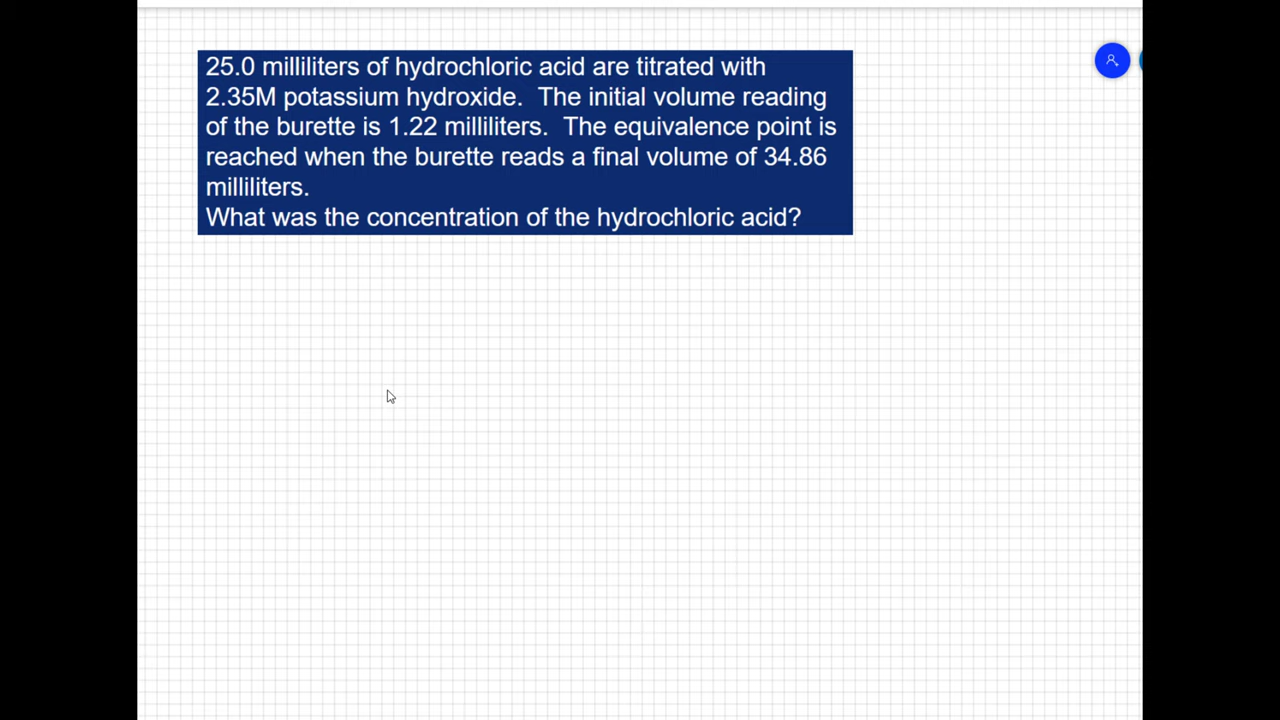 25.0 milliliters of hydrochloric acid are titrated with
2.35M potassium hydroxide.  The initial volume reading
of the burette is 1.22 milliliters.  The equivalence point is
reached when the burette reads a final volume of 34.86
milliliters.
What was the concentration of the hydrochloric acid?